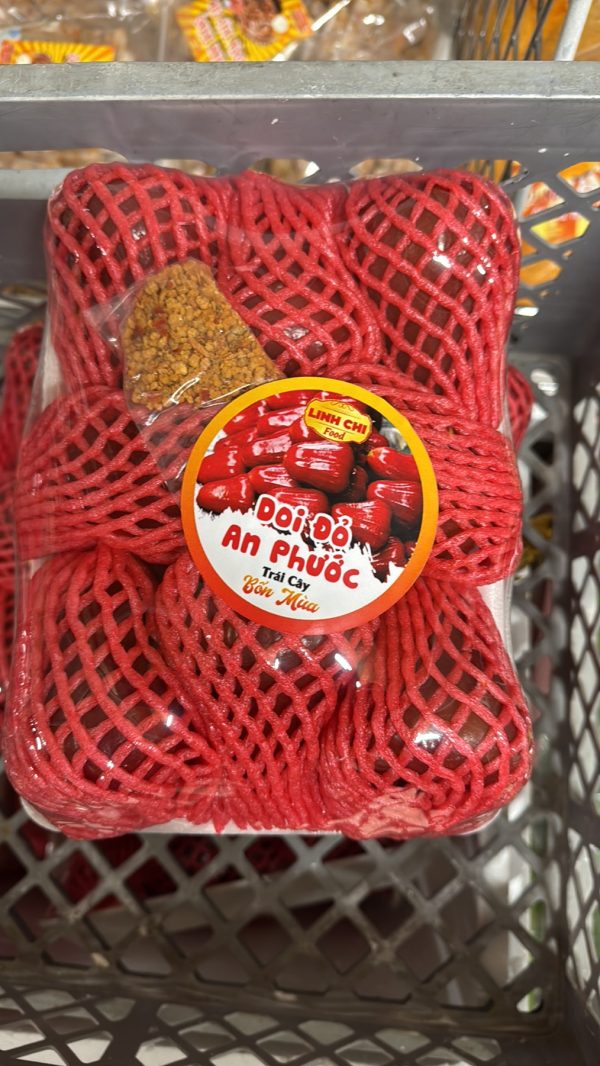 LINH CHI
Food
Doi Đỏ
An Phước
Trái Cây
Bốn Mùa